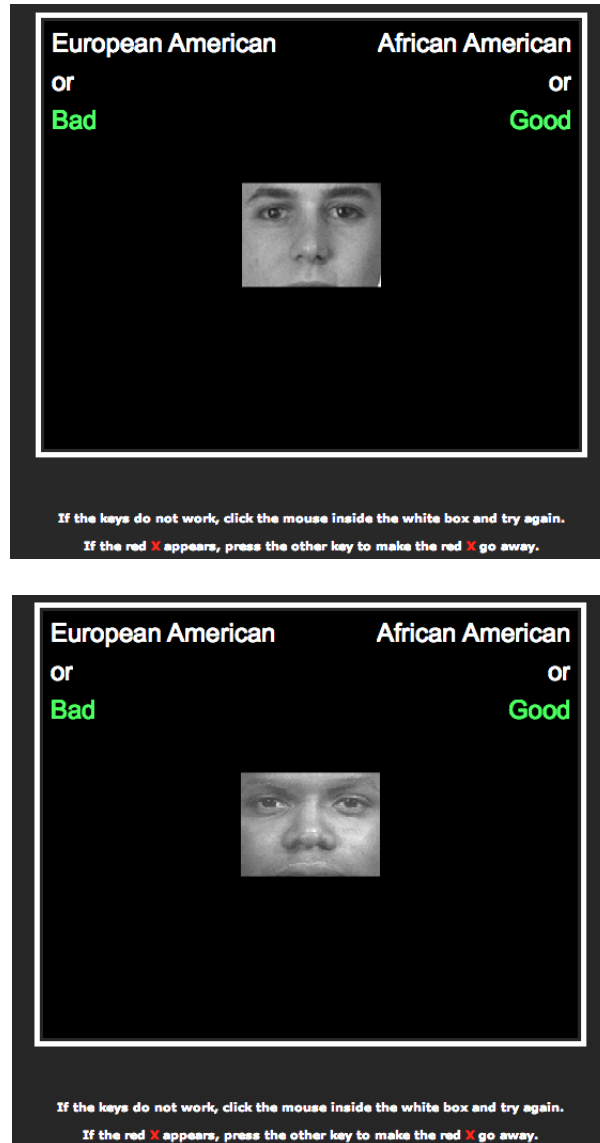 European American African American
or or
Bad Good
If the keys do not work, click the mouse inside the white box and try again.
If the red X appears, press the other key to make the red X go away.
European American African American
or or
Bad Good
If the keys do not work, click the mouse inside the white box and try again.
If the red X appears, press the other key to make the red X go away.